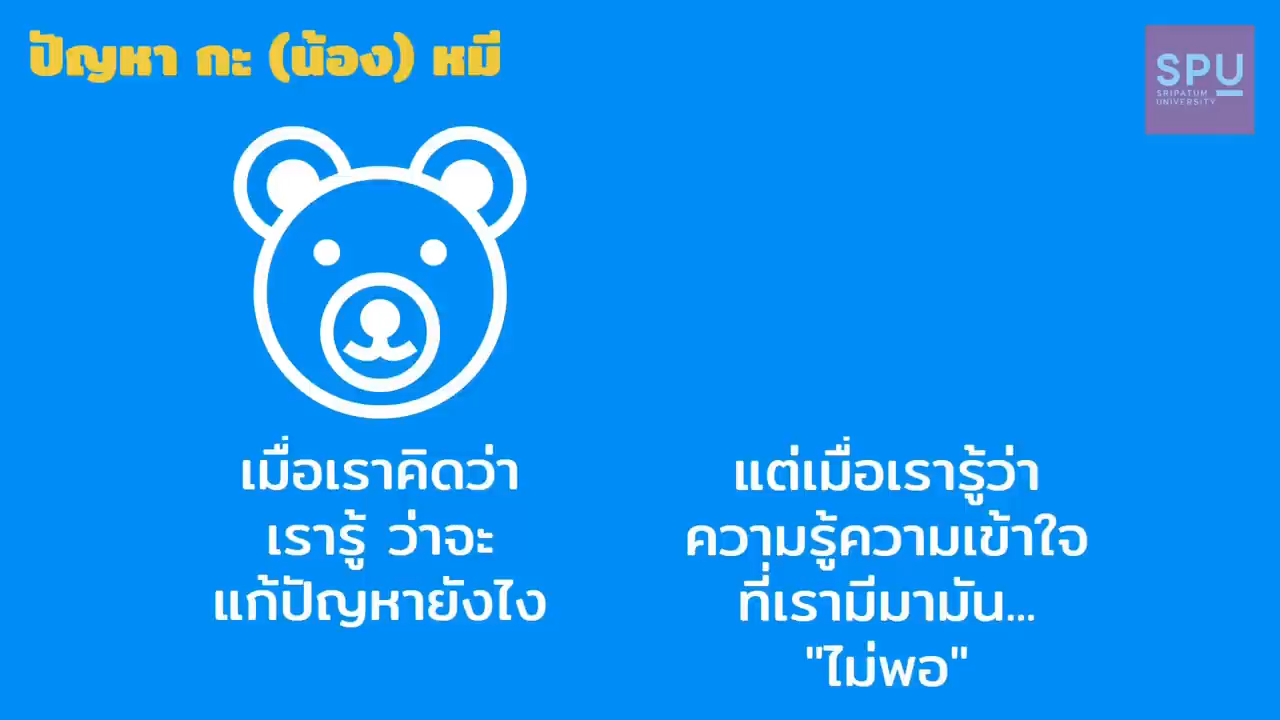 ปัญหา กะ (น้อง) หมี
SPU
SRIPATUM
UNIVERSITY
เมื่อเราคิดว่า
เรารู้ ว่าจะ
แก้ปัญหายังไง
แต่เมื่อเรารู้ว่า
ความรู้ความเข้าใจ
ที่เรามีมามัน...
"ไม่พอ"